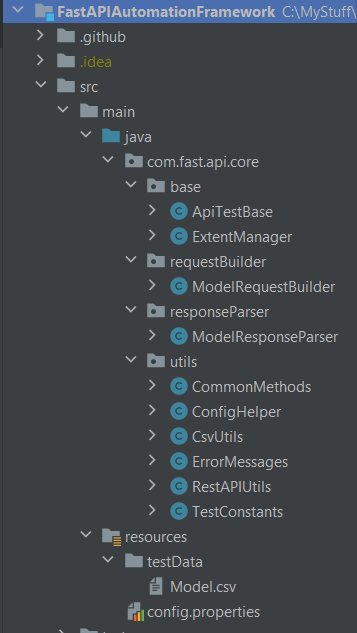 FastAPIAutomationFramework C:\MyStuff\
.github
.idea
src
main
java
com.fast.api.core
base
ApiTestBase
ExtentManager
requestBuilder
ModelRequestBuilder
responseParser
ModelResponseParser
utils
CommonMethods
ConfigHelper
CsvUtils
ErrorMessages
RestAPIUtils
TestConstants
resources
testData
Model.csv
config.properties